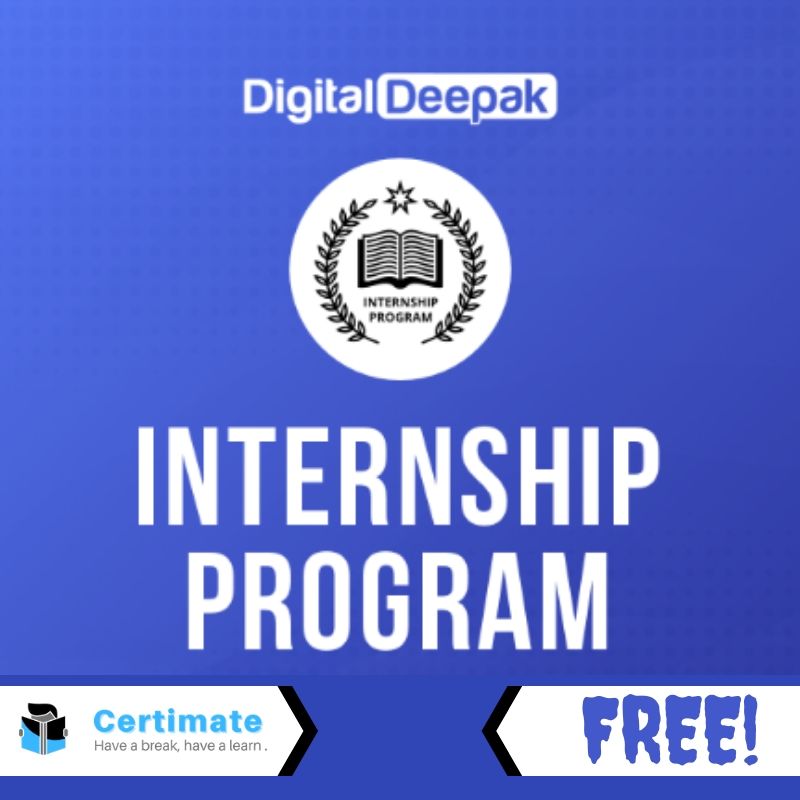 Digital Deepak
INTERNSHIP
PROGRAM
INTERNSHIP
PROGRAM
Certimate
Have a break, have a learn .
FREE!